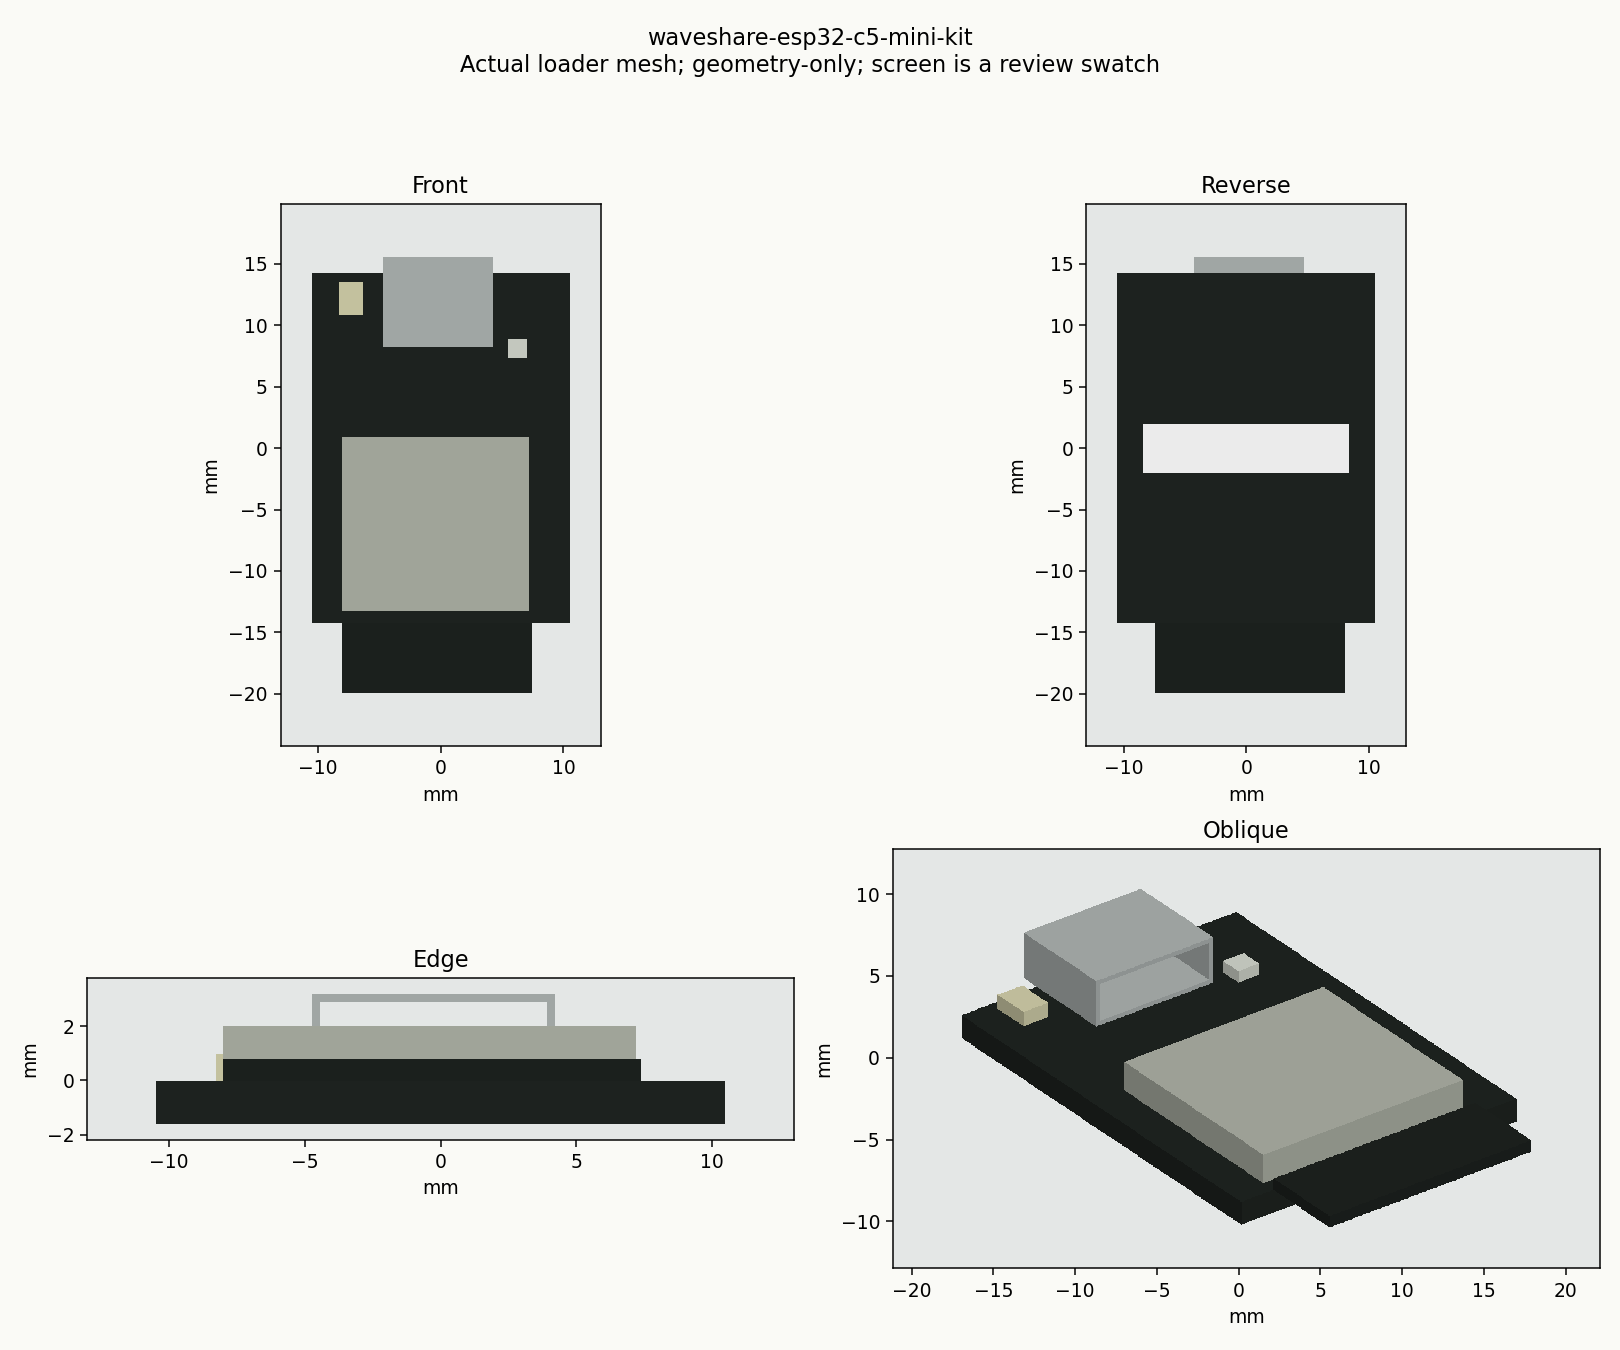 waveshare-esp32-c5-mini-kit
Actual loader mesh; geometry-only; screen is a review swatch
Front
15
10
5
0
−5
−10
−15
−20
mm
−10 0 10
mm
Reverse
15
10
5
0
−5
−10
−15
−20
mm
−10 0 10
mm
Edge
2
0
−2
mm
−10 −5 0 5 10
mm
Oblique
10
5
0
−5
−10
mm
−20 −15 −10 −5 0 5 10 15 20
mm